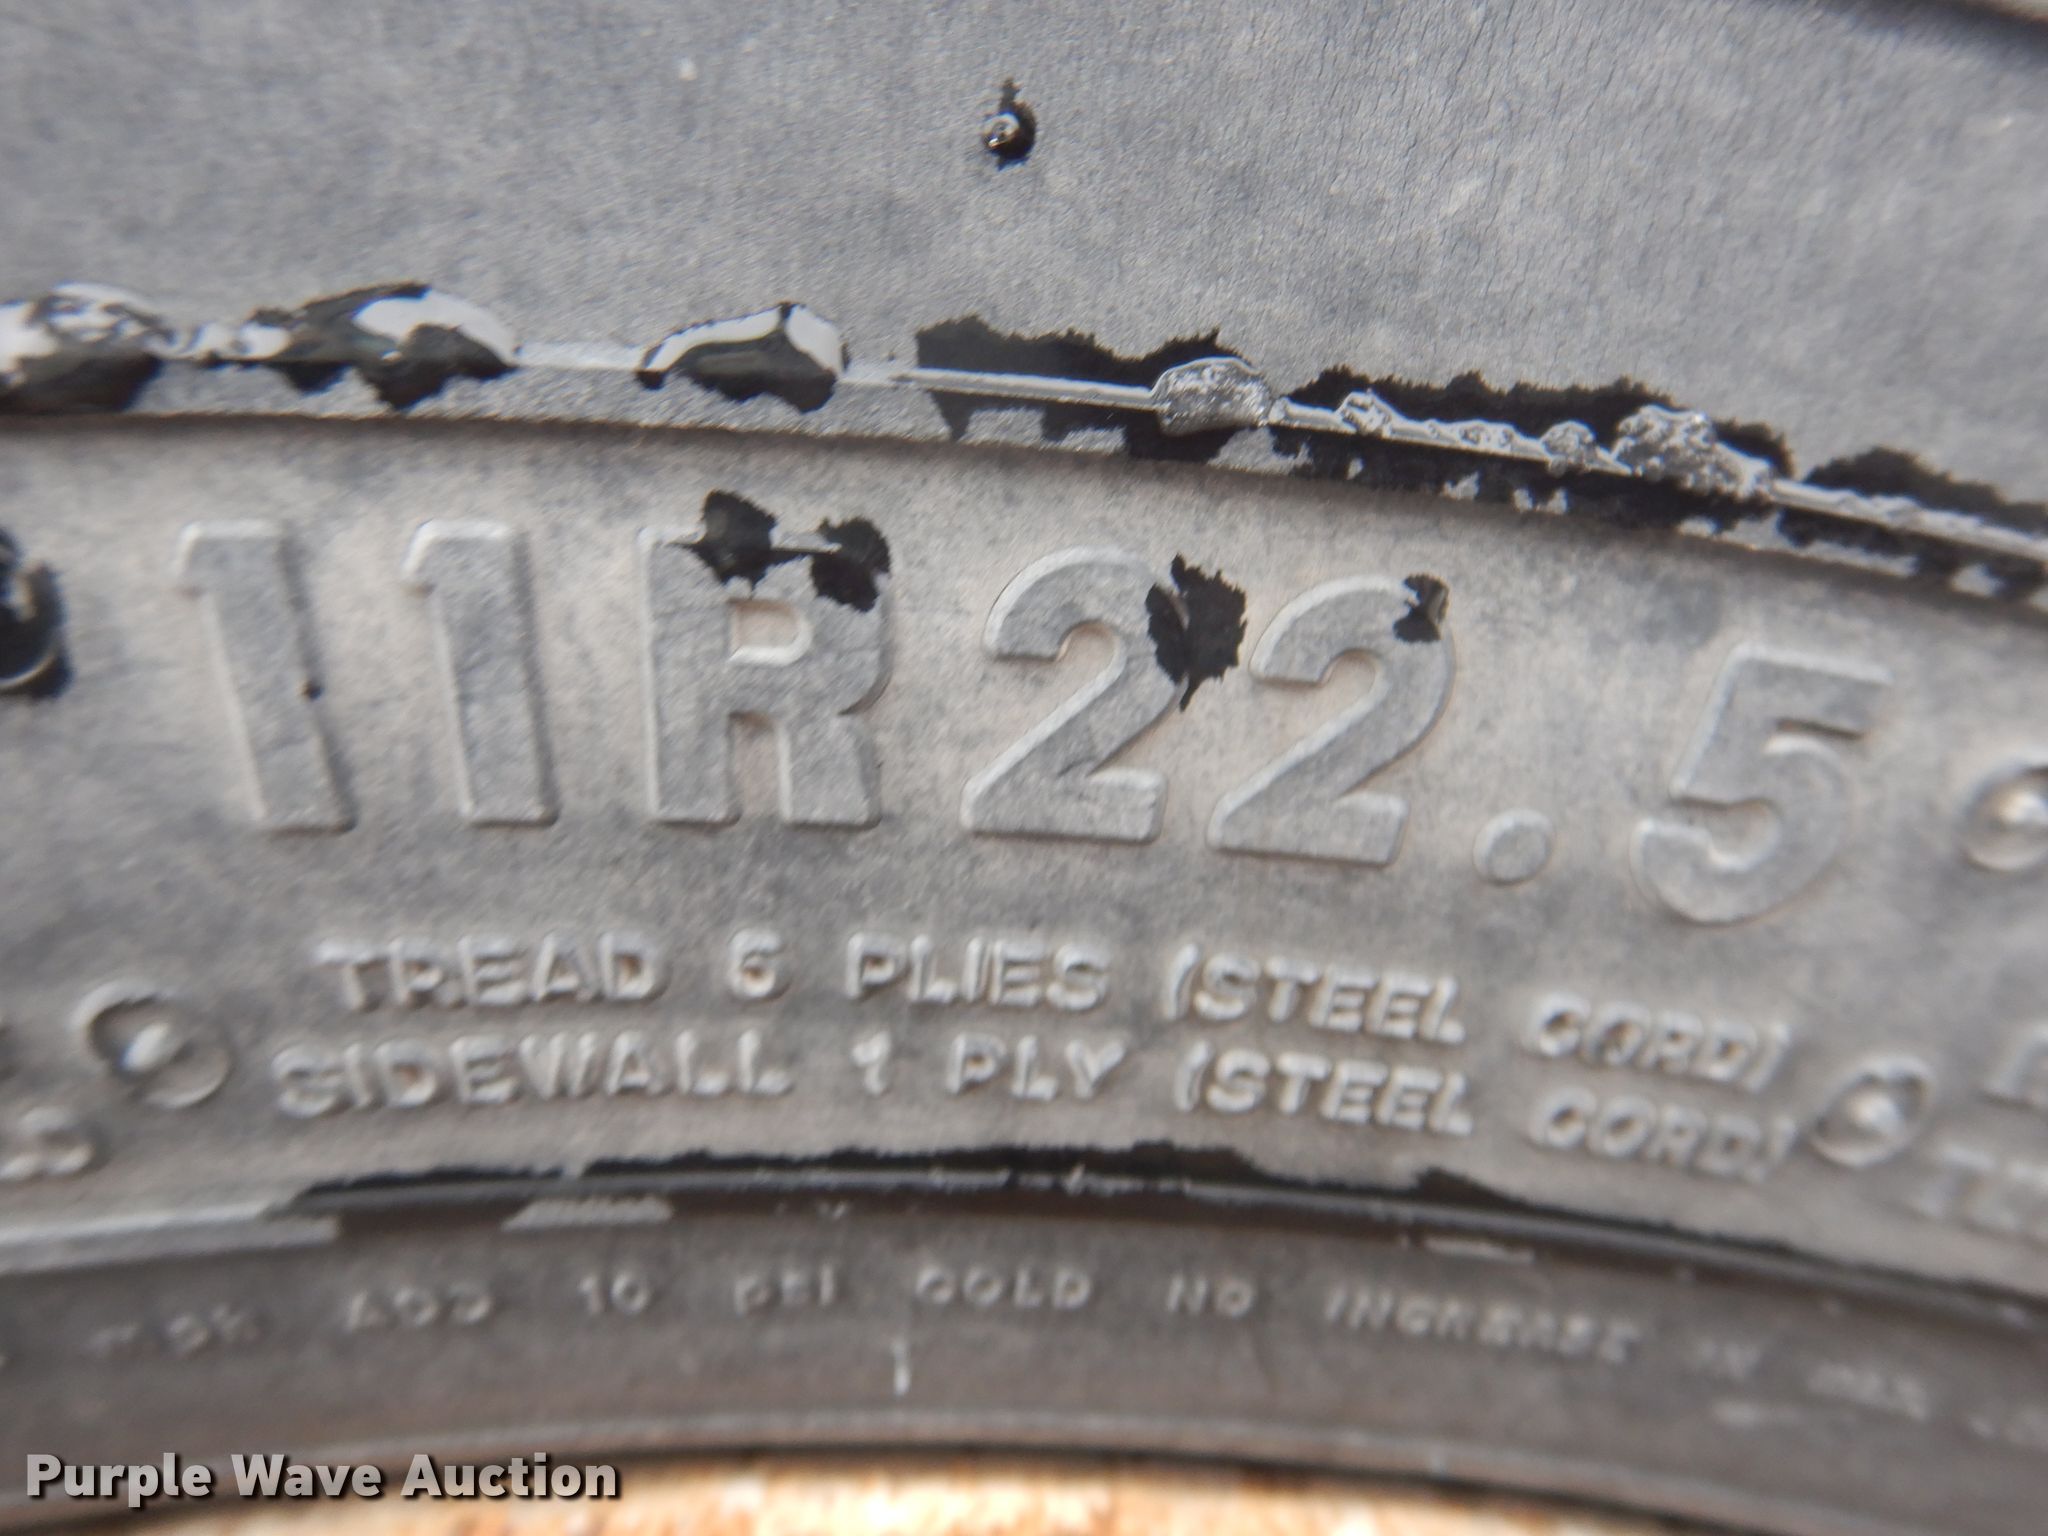 11R22.5
TREAD 6 PLIES (STEEL CORD)
SIDEWALL 1 PLY (STEEL CORD)
ADD 10 PSI COLD NO INCREASE IN
Purple Wave Auction